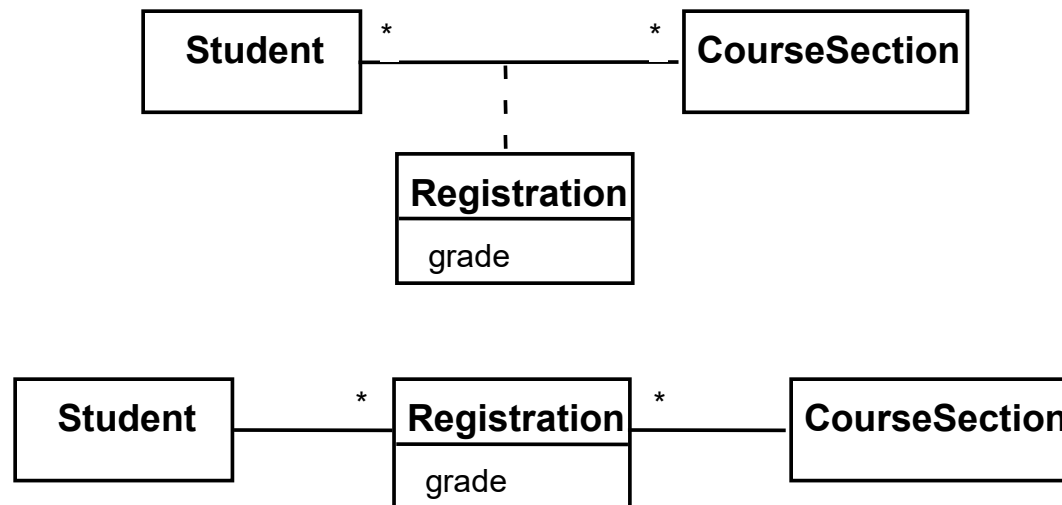 * *
Student CourseSection
Registration
grade
* *
Student Registration CourseSection
grade